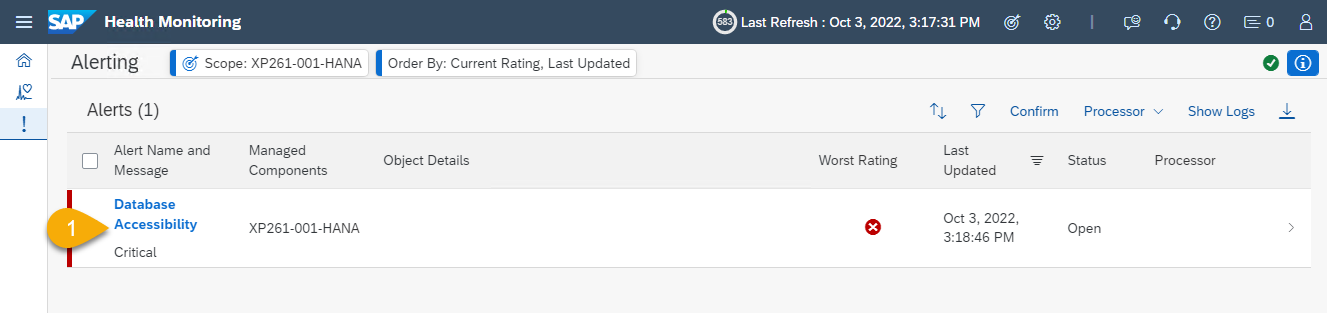 SAP Health Monitoring 583 Last Refresh : Oct 3, 2022, 3:17:31 PM | 0
Alerting Scope: XP261-001-HANA Order By: Current Rating, Last Updated
Alerts (1) Confirm Processor Show Logs
Alert Name and Message Managed Components Object Details Worst Rating Last Updated Status Processor
Database Accessibility
Critical
XP261-001-HANA
Oct 3, 2022,
3:18:46 PM
Open
1